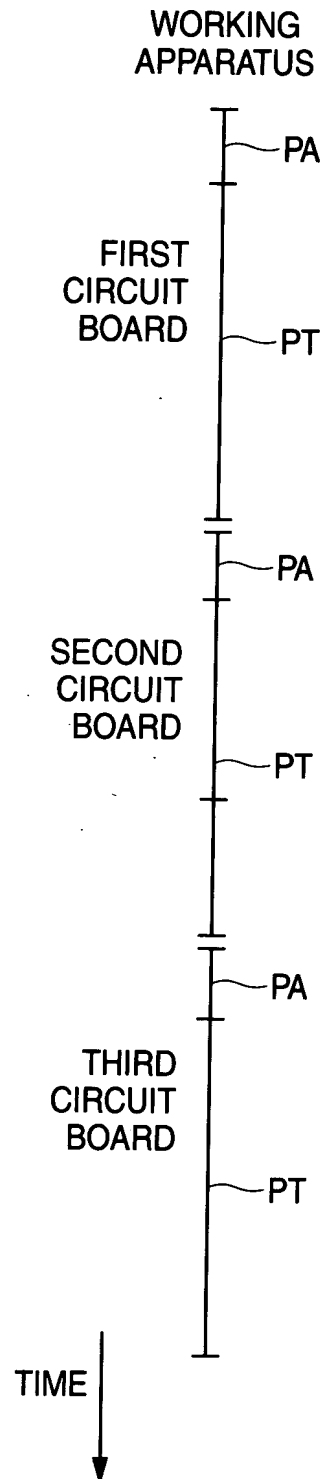 WORKING
APPARATUS
PA
FIRST
CIRCUIT
BOARD
PT
PA
SECOND
CIRCUIT
BOARD
PT
PA
THIRD
CIRCUIT
BOARD
PT
TIME